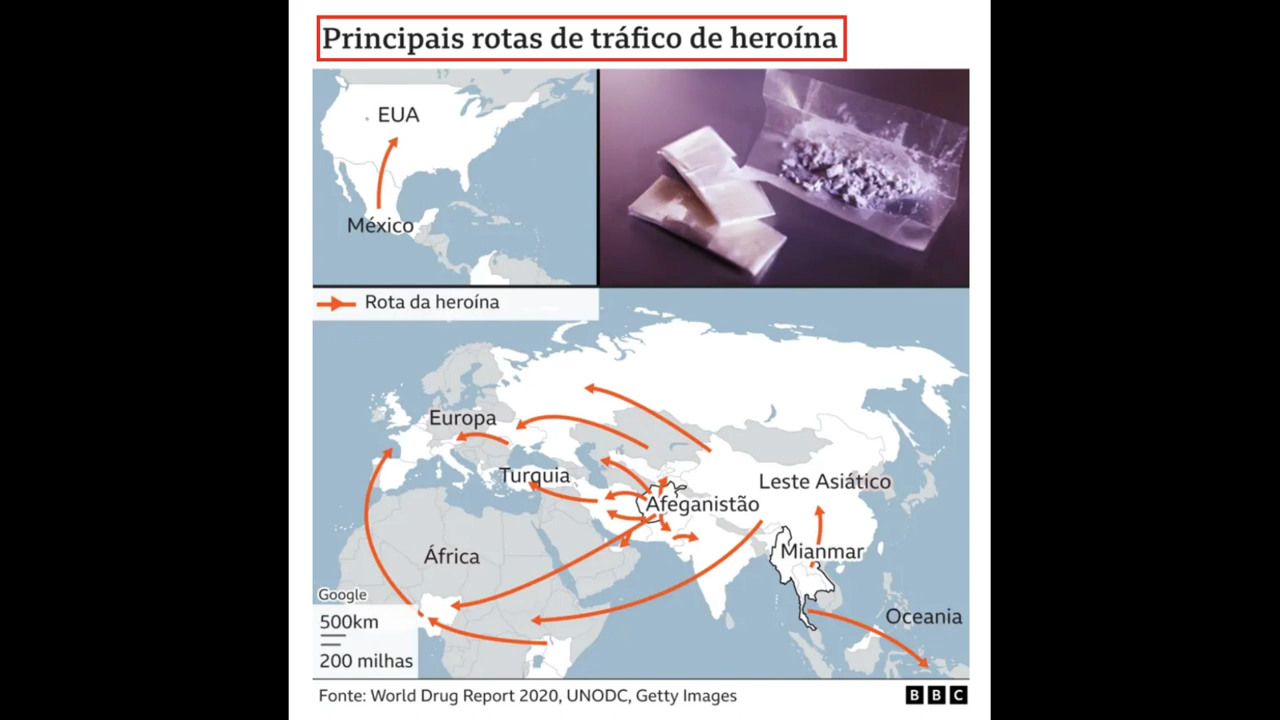 Principais rotas de tráfico de heroína
EUA
México
Rota da heroína
Europa
Turquia
Leste Asiático
Afeganistão
África
Mianmar
Google
500km
200 milhas
Oceania
Fonte: World Drug Report 2020, UNODC, Getty Images
BBC